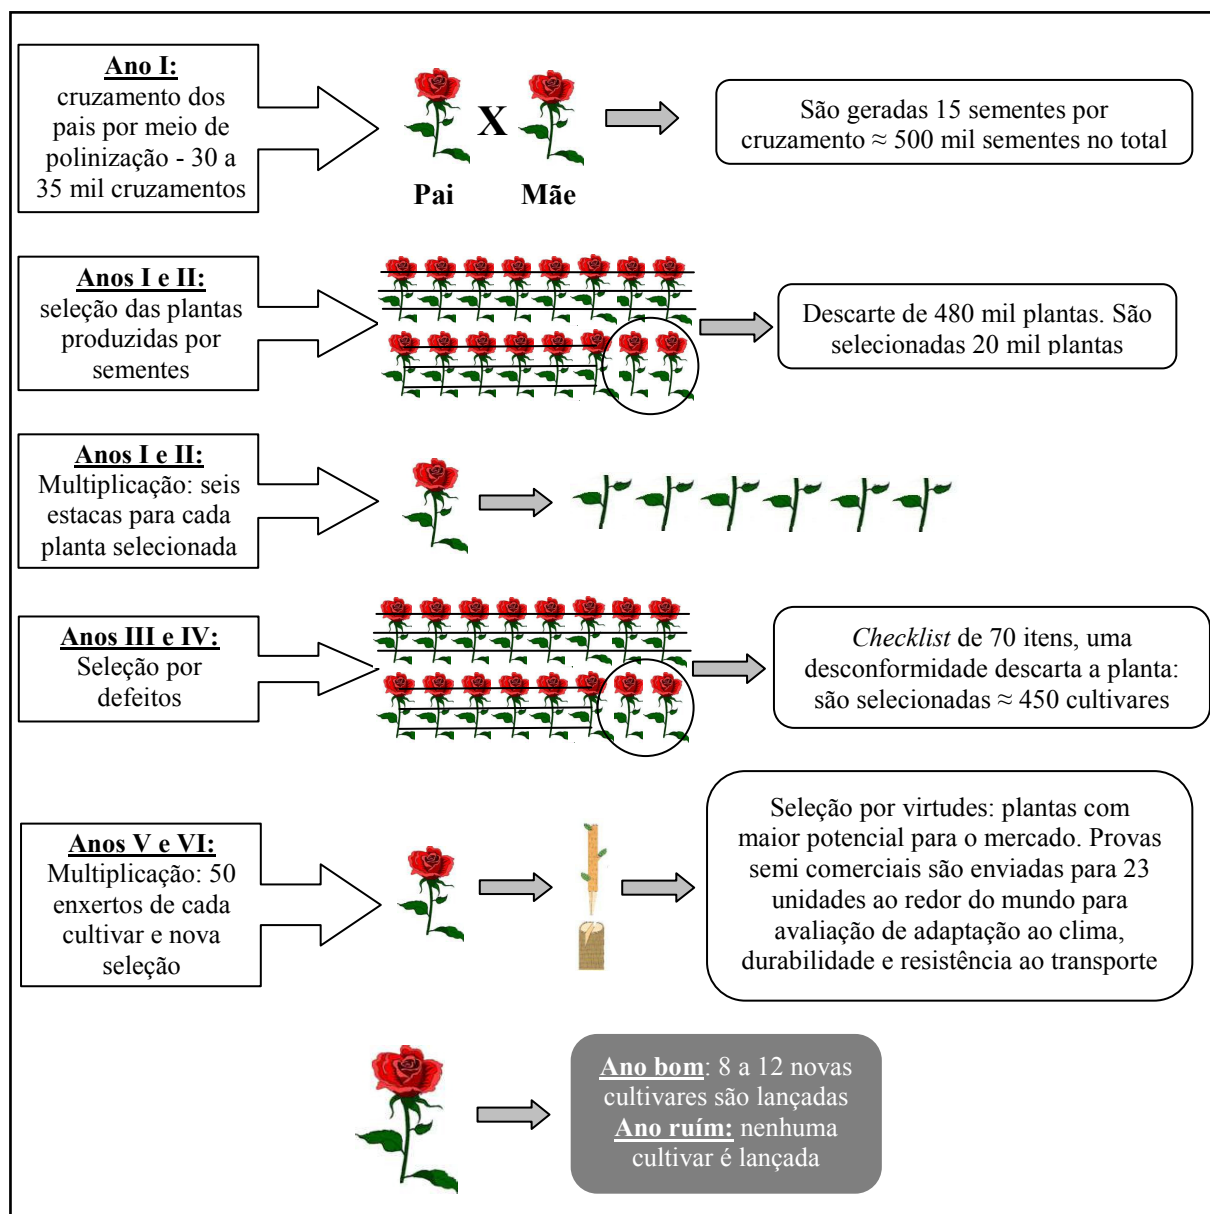 Ano I:
cruzamento dos
pais por meio de
polinização - 30 a
35 mil cruzamentos
X
Pai
Mãe
São geradas 15 sementes por
cruzamento ≈ 500 mil sementes no total
Anos I e II:
seleção das plantas
produzidas por
sementes
Descarte de 480 mil plantas. São
selecionadas 20 mil plantas
Anos I e II:
Multiplicação: seis
estacas para cada
planta selecionada
Anos III e IV:
Seleção por
defeitos
Checklist de 70 itens, uma
desconformidade descarta a planta:
são selecionadas ≈ 450 cultivares
Anos V e VI:
Multiplicação: 50
enxertos de cada
cultivar e nova
seleção
Seleção por virtudes: plantas com
maior potencial para o mercado. Provas
semi comerciais são enviadas para 23
unidades ao redor do mundo para
avaliação de adaptação ao clima,
durabilidade e resistência ao transporte
Ano bom: 8 a 12 novas
cultivares são lançadas
Ano ruím: nenhuma
cultivar é lançada